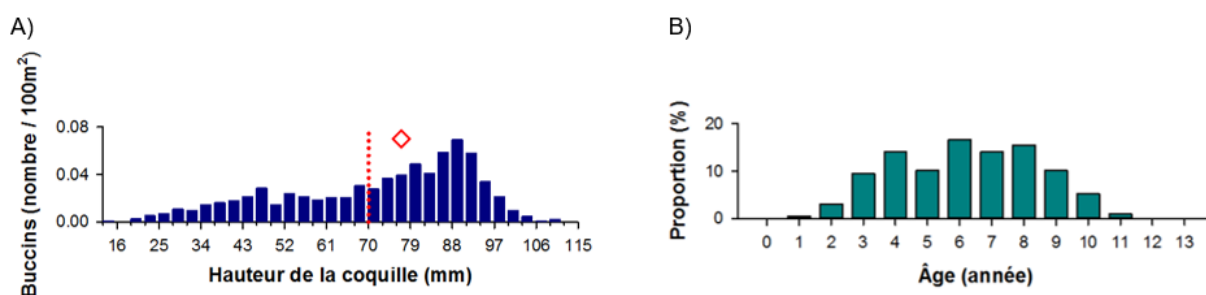 A)
Buccins (nombre / 100m²)
0.08
0.04
0.00
16 25 34 43 52 61 70 79 88 97 106 115
Hauteur de la coquille (mm)
B)
Proportion (%)
20
10
0
0 1 2 3 4 5 6 7 8 9 10 11 12 13
Âge (année)